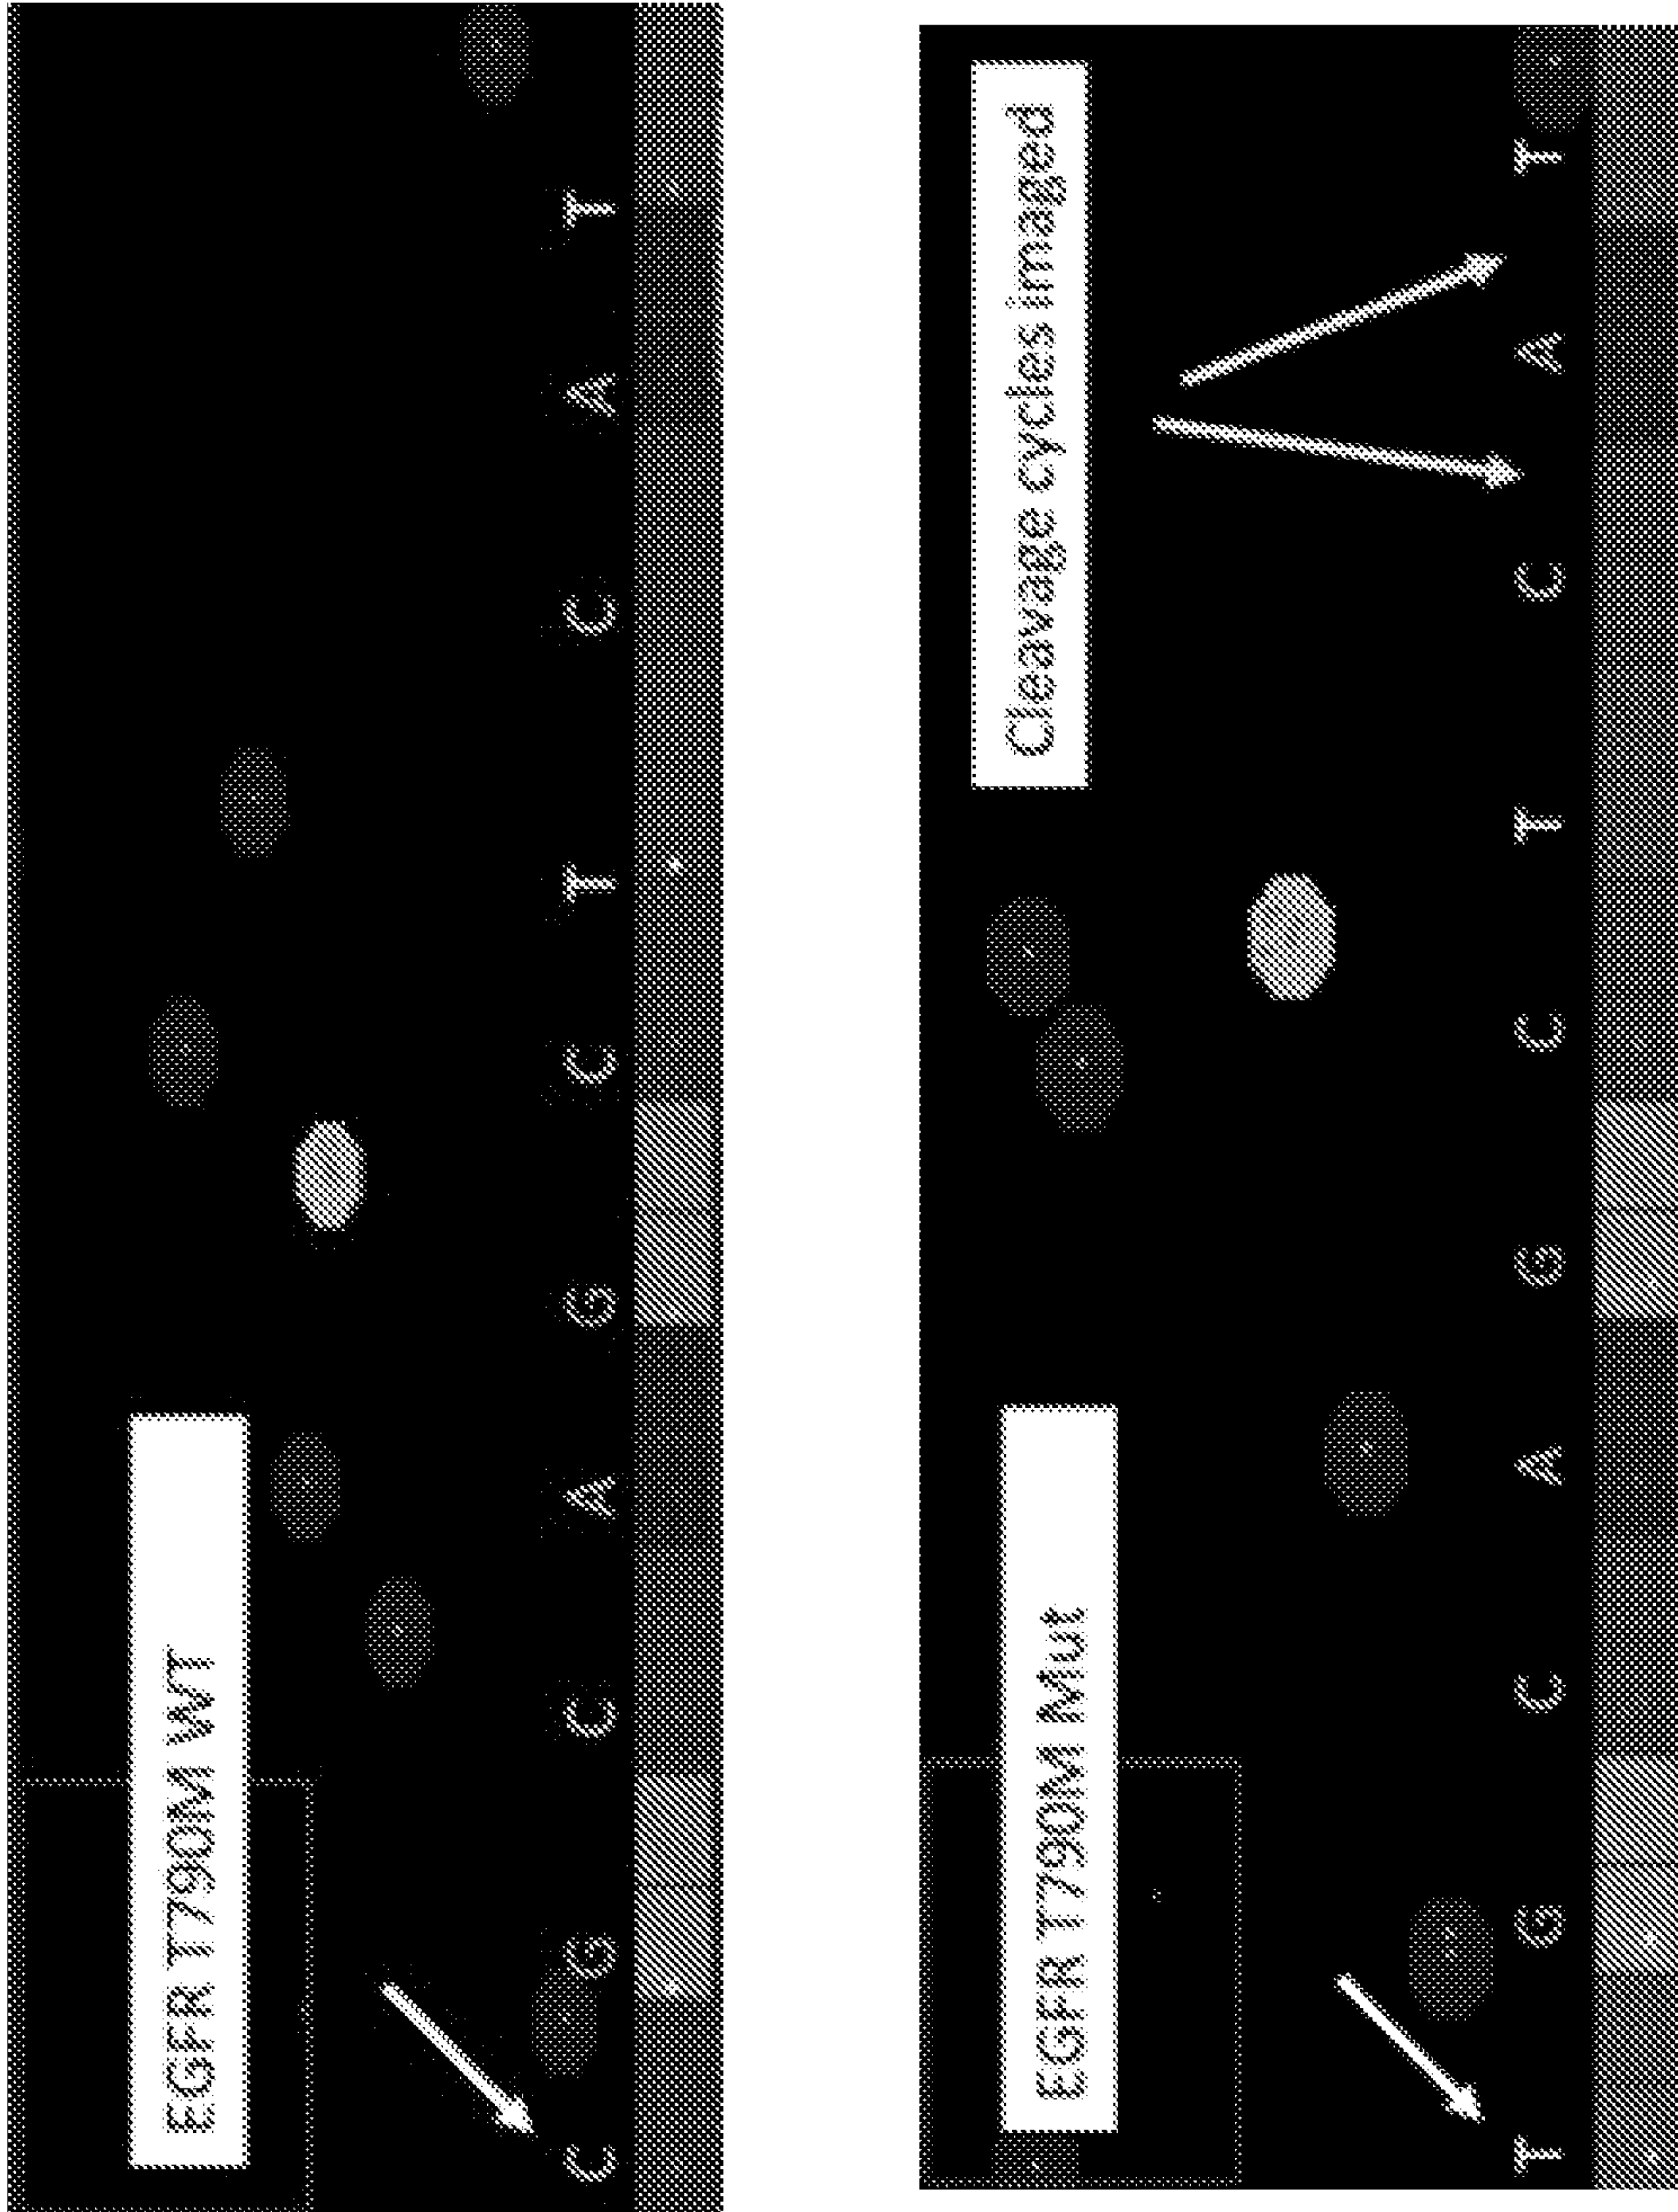 EGFR T790M WT
C G C A G C T C A T
EGFR T790M Mut
Cleavage cycles imaged
T G C A G C T C A T